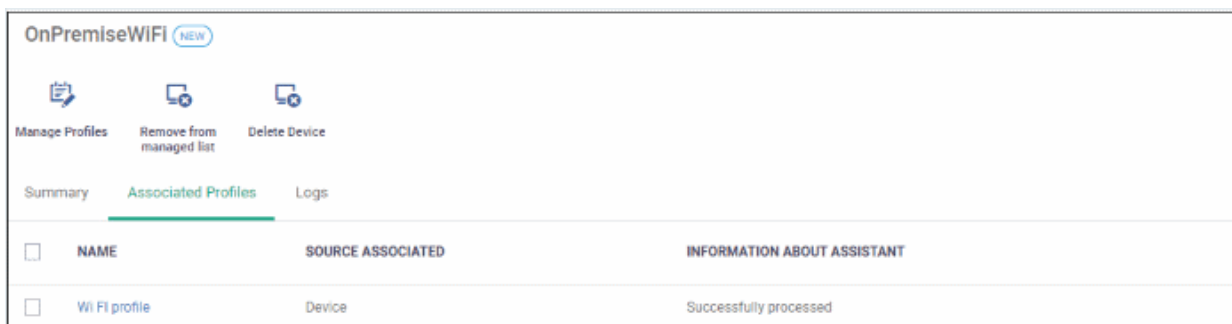 OnPremiseWiFi NEW
Manage Profiles
Remove from
managed list
Delete Device
Summary Associated Profiles Logs
NAME SOURCE ASSOCIATED INFORMATION ABOUT ASSISTANT
Wi FI profile Device Successfully processed